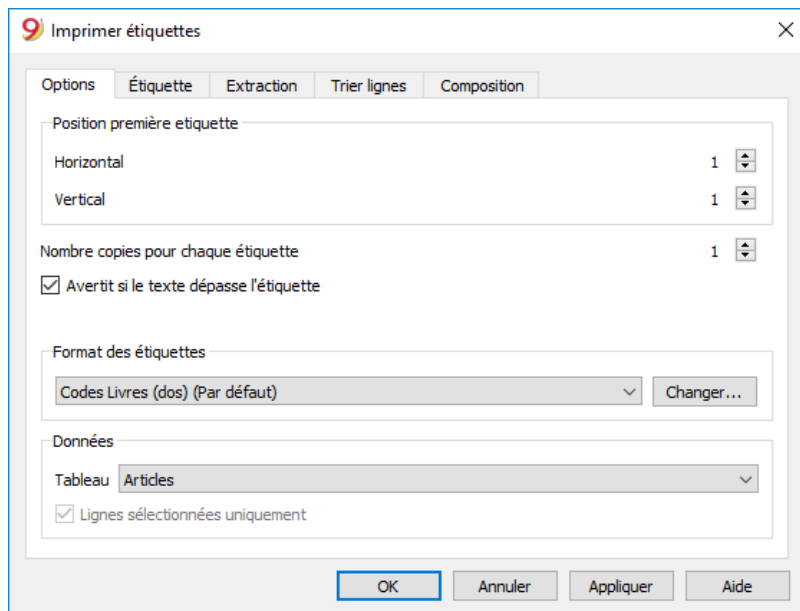 9 Imprimer étiquettes
Options Étiquette Extraction Trier lignes Composition
Position première etiquette
Horizontal 1
Vertical 1
Nombre copies pour chaque étiquette 1
Avertit si le texte dépasse l'étiquette
Format des étiquettes
Codes Livres (dos) (Par défaut) Changer...
Données
Tableau Articles
Lignes sélectionnées uniquement
OK Annuler Appliquer Aide